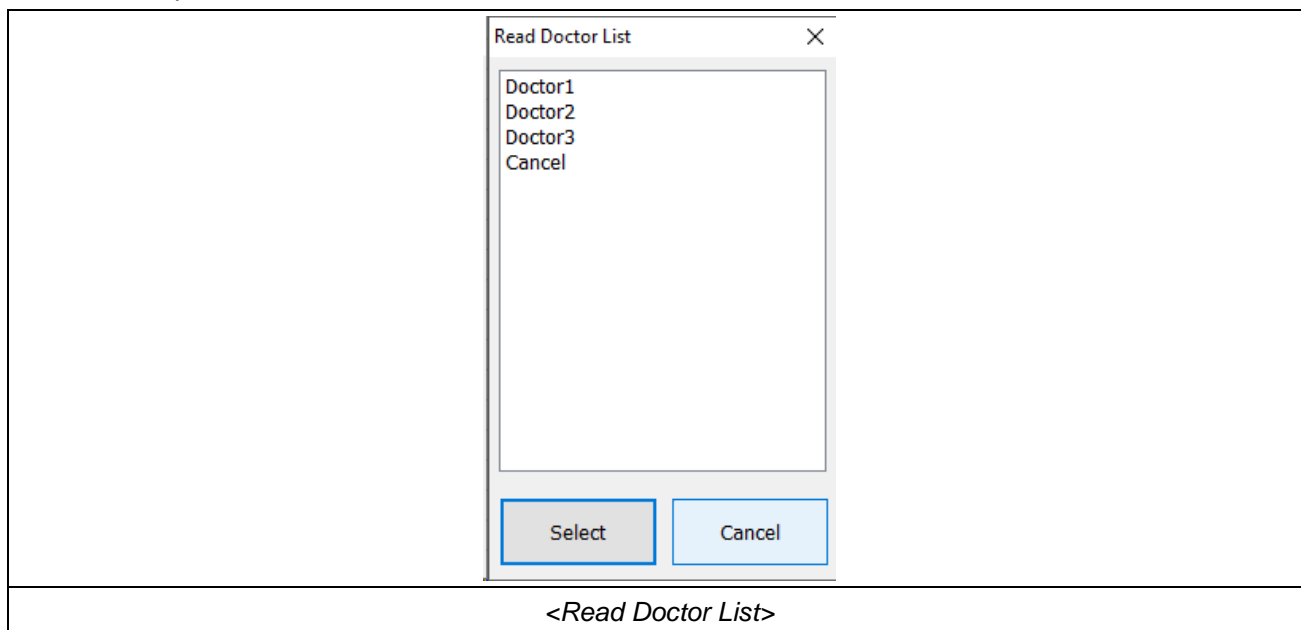 Read Doctor List
Doctor1
Doctor2
Doctor3
Cancel
Select Cancel
<Read Doctor List>